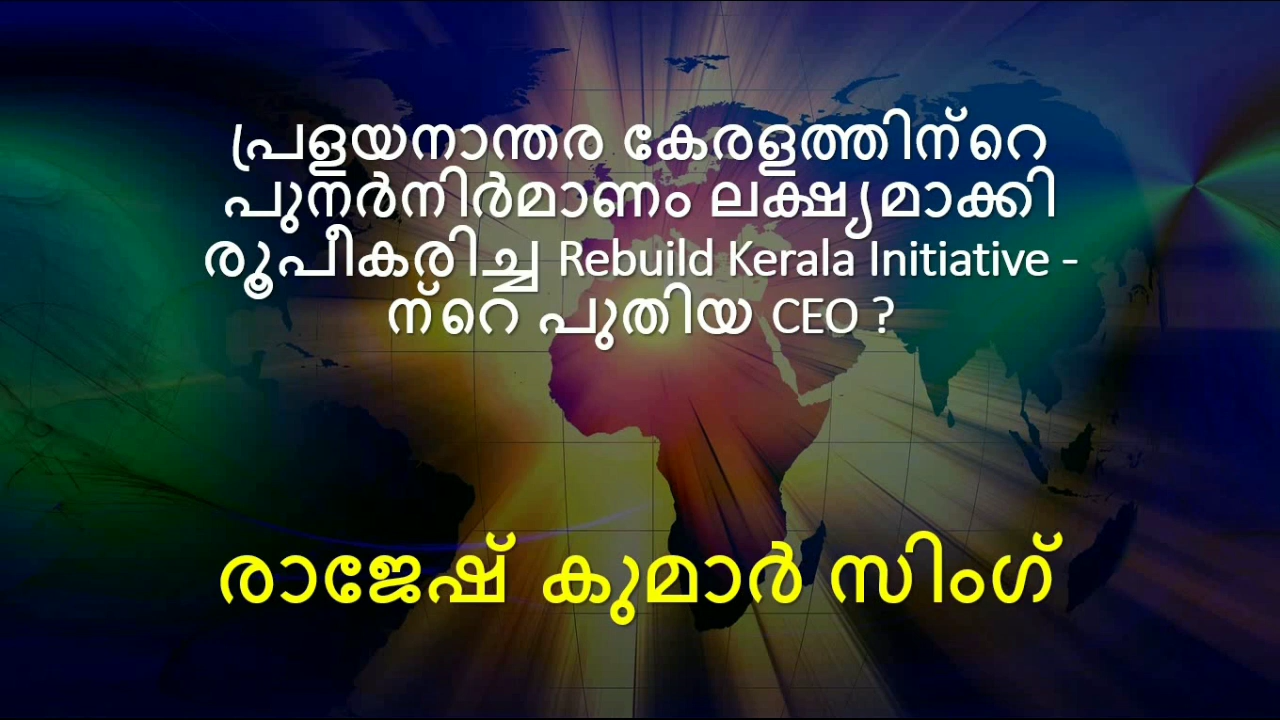 പ്രളയനാന്തര കേരളത്തിന്റെ
പുനർനിർമാണം ലക്ഷ്യമാക്കി
രൂപീകരിച്ച Rebuild Kerala Initiative -
ന്റെ പുതിയ CEO ?
രാജേഷ് കുമാർ സിംഗ്